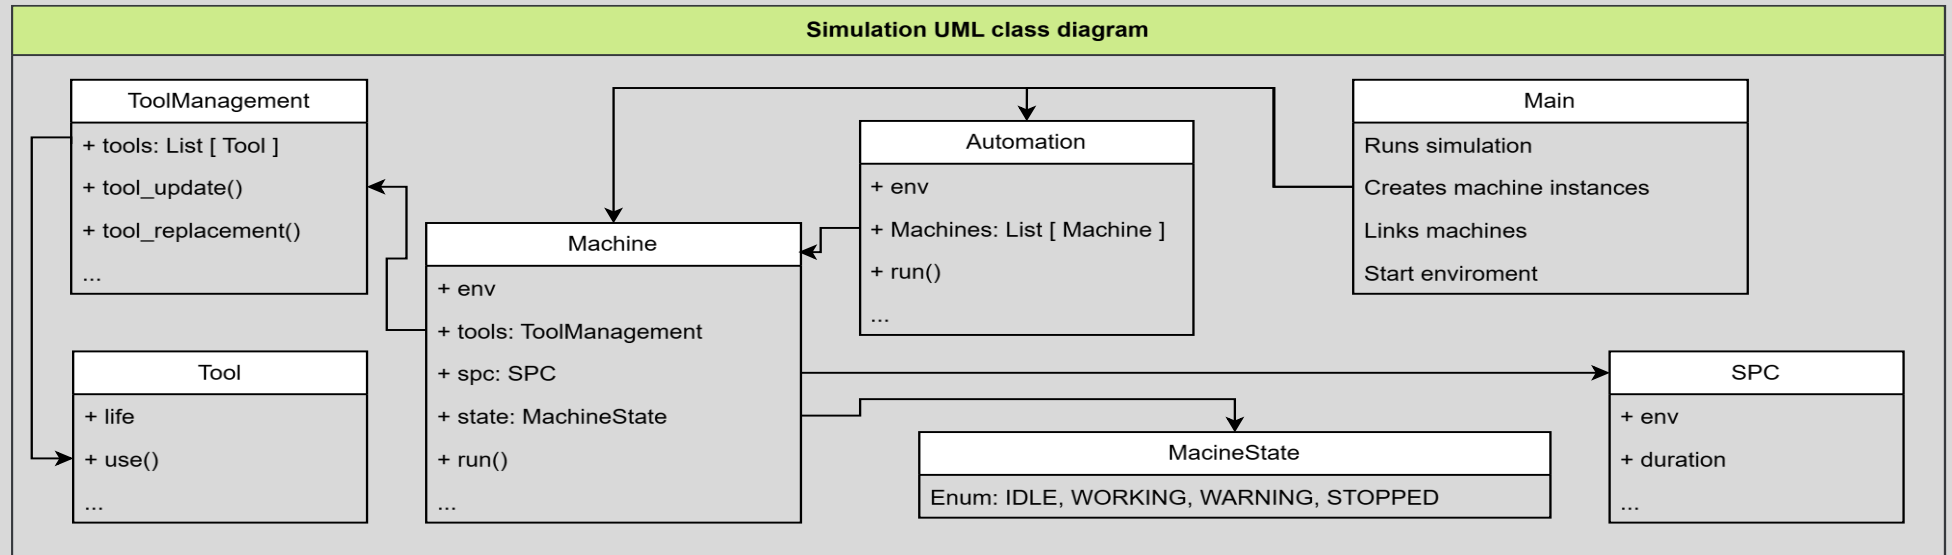 Simulation UML class diagram
ToolManagement
+ tools: List [ Tool ]
+ tool_update()
+ tool_replacement()
...
Tool
+ life
+ use()
...
Machine
+ env
+ tools: ToolManagement
+ spc: SPC
+ state: MachineState
+ run()
...
Automation
+ env
+ Machines: List [ Machine ]
+ run()
...
Main
Runs simulation
Creates machine instances
Links machines
Start enviroment
MacineState
Enum: IDLE, WORKING, WARNING, STOPPED
SPC
+ env
+ duration
...